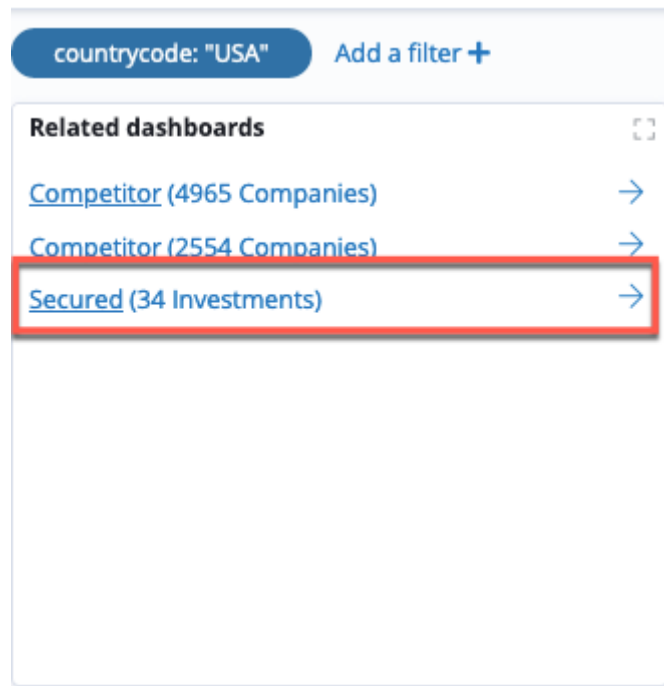 countrycode: "USA" Add a filter +
Related dashboards
Competitor (4965 Companies)
Competitor (2554 Companies)
Secured (34 Investments)